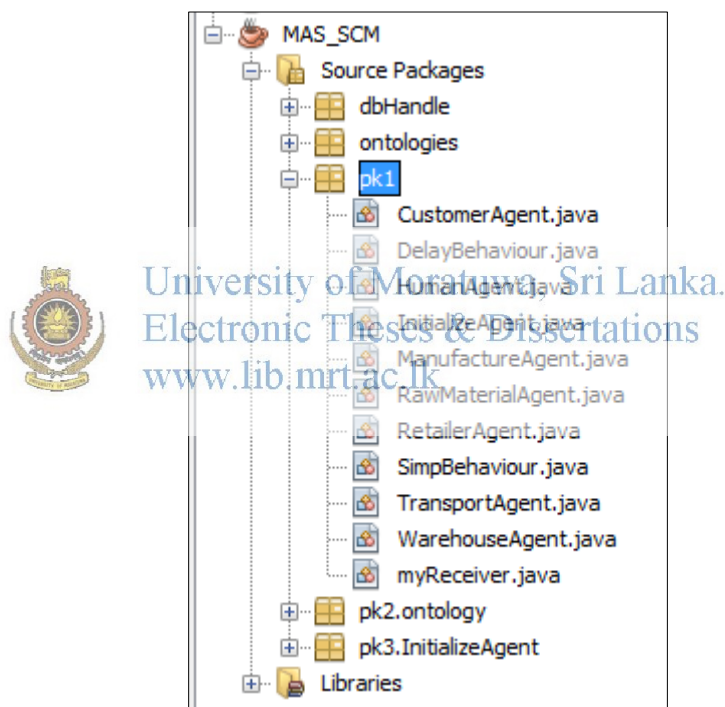 MAS_SCM
Source Packages
dbHandle
ontologies
pk1
CustomerAgent.java
DelayBehaviour.java
University of Moratuwa, Sri Lanka.
HumanAgent.java
Electronic Theses & Dissertations
InitializeAgent.java
ManufactureAgent.java
www.lib.mrt.ac.lk
RawMaterialAgent.java
RetailerAgent.java
SimpBehaviour.java
TransportAgent.java
WarehouseAgent.java
myReceiver.java
pk2.ontology
pk3.InitializeAgent
Libraries